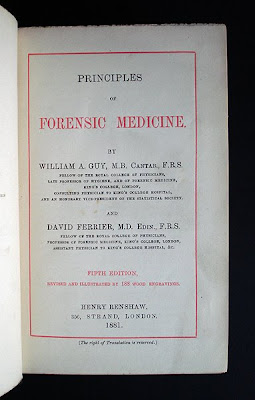 PRINCIPLES
OF
FORENSIC MEDICINE.
BY
WILLIAM A. GUY, M.B. CANTAB., F.R.S.
FELLOW OF THE ROYAL COLLEGE OF PHYSICIANS,
LATE PROFESSOR OF HYGIENE, AND OF FORENSIC MEDICINE,
KING'S COLLEGE, LONDON,
CONSULTING PHYSICIAN TO KING'S COLLEGE HOSPITAL,
AND AN HONORARY VICE-PRESIDENT OF THE STATISTICAL SOCIETY.
AND
DAVID FERRIER, M.D. EDIN., F.R.S.
FELLOW OF THE ROYAL COLLEGE OF PHYSICIANS,
PROFESSOR OF FORENSIC MEDICINE, KING'S COLLEGE, LONDON,
ASSISTANT PHYSICIAN TO KING'S COLLEGE HOSPITAL, &c.
FIFTH EDITION,
REVISED AND ILLUSTRATED BY 188 WOOD ENGRAVINGS.
HENRY RENSHAW,
356, STRAND, LONDON.
1881.
[The right of Translation is reserved.]